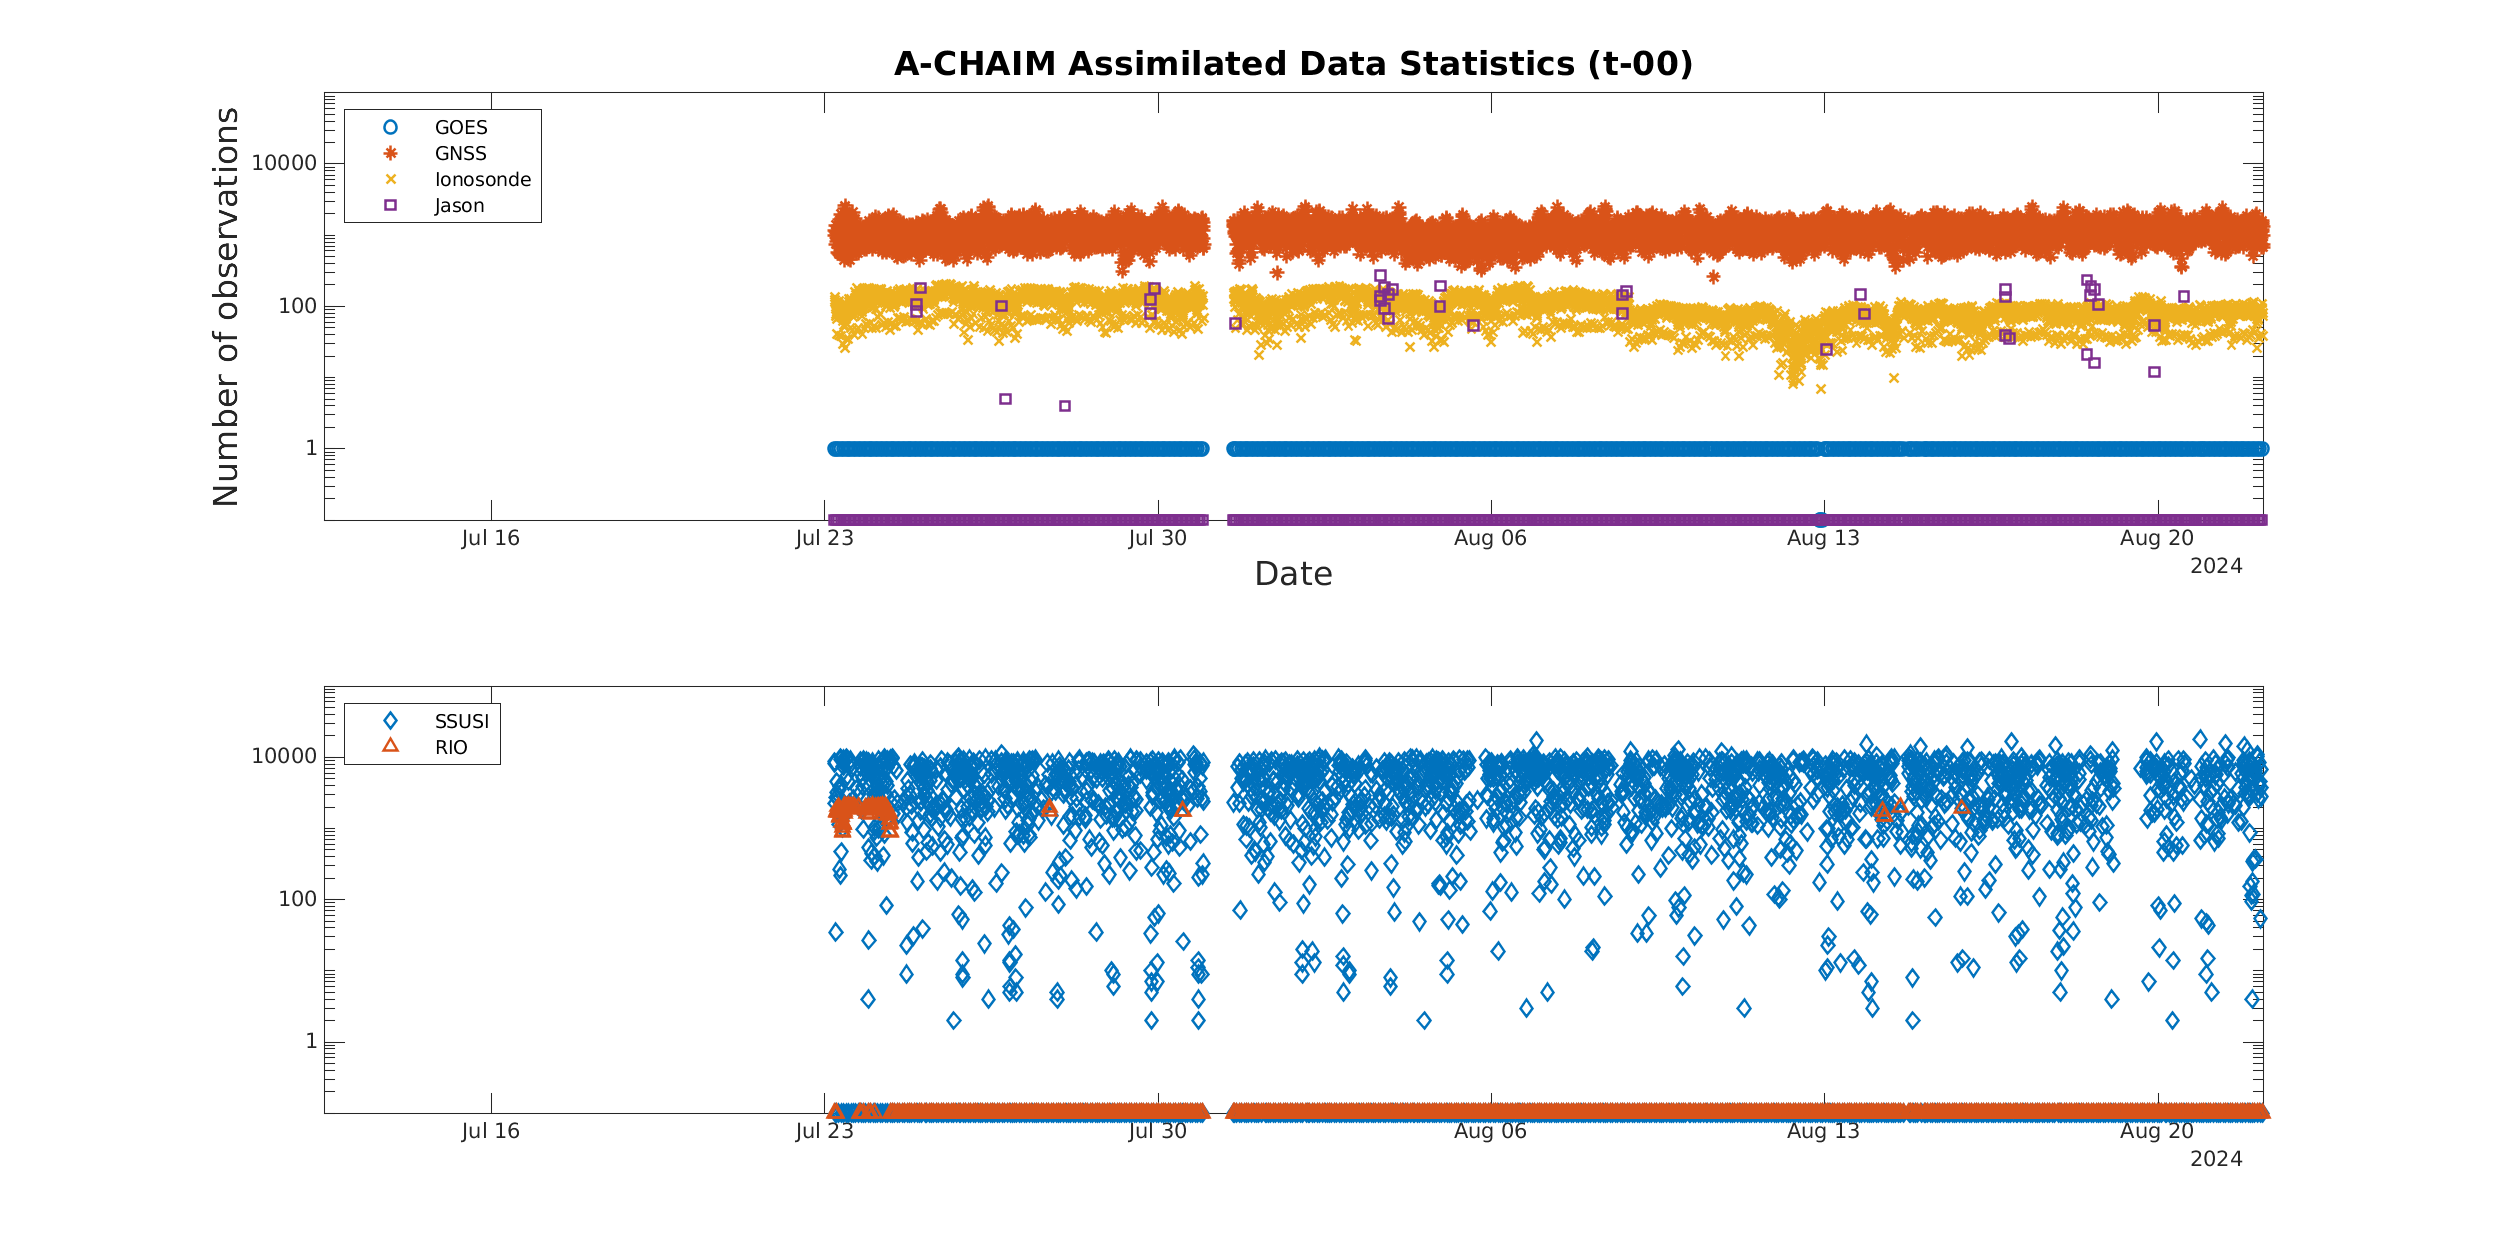 A-CHAIM Assimilated Data Statistics (t-00)
Number of observations
10000
100
1
GOES
GNSS
Ionosonde
Jason
Jul 16
Jul 23
Jul 30
Aug 06
Aug 13
Aug 20
2024
Date
10000
100
1
SSUSI
RIO
Jul 16
Jul 23
Jul 30
Aug 06
Aug 13
Aug 20
2024